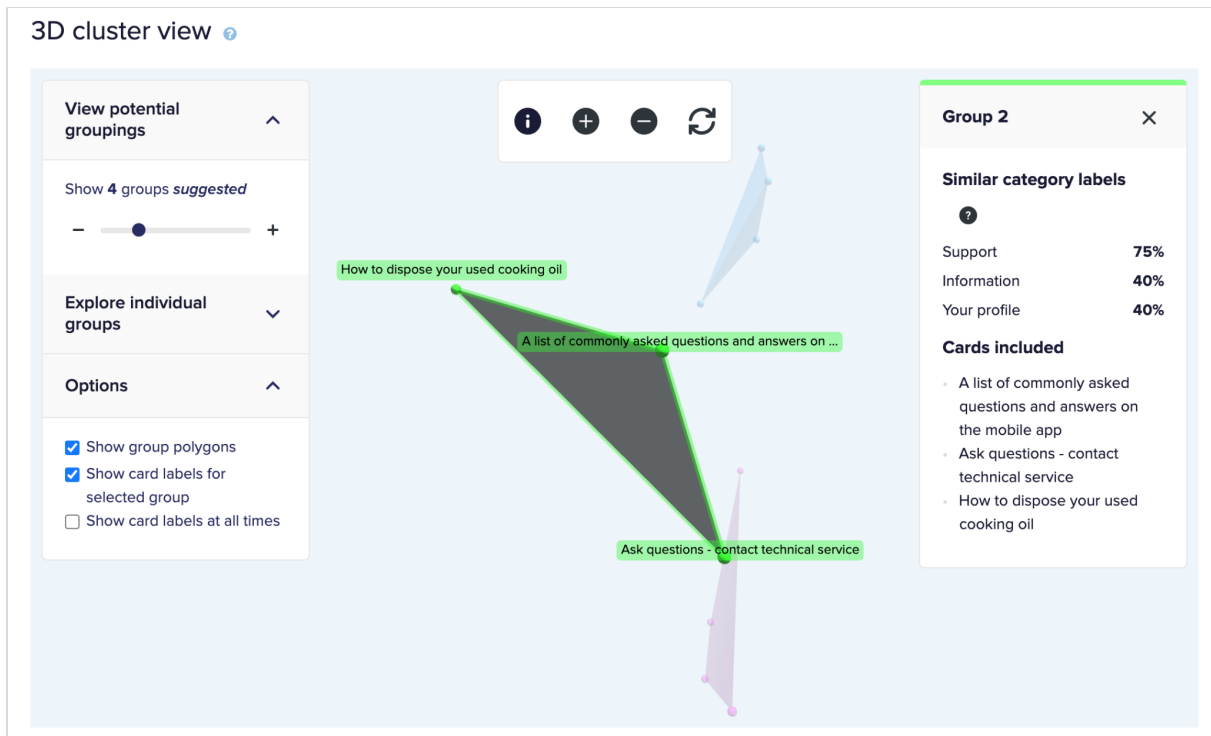 3D cluster view ?
View potential
groupings
Show 4 groups suggested
− +
Explore individual
groups
Options
Show group polygons
Show card labels for
selected group
Show card labels at all times
i + −
How to dispose your used cooking oil
A list of commonly asked questions and answers on ...
Ask questions - contact technical service
Group 2 ×
Similar category labels
?
Support 75%
Information 40%
Your profile 40%
Cards included
A list of commonly asked
questions and answers on
the mobile app
Ask questions - contact
technical service
How to dispose your used
cooking oil